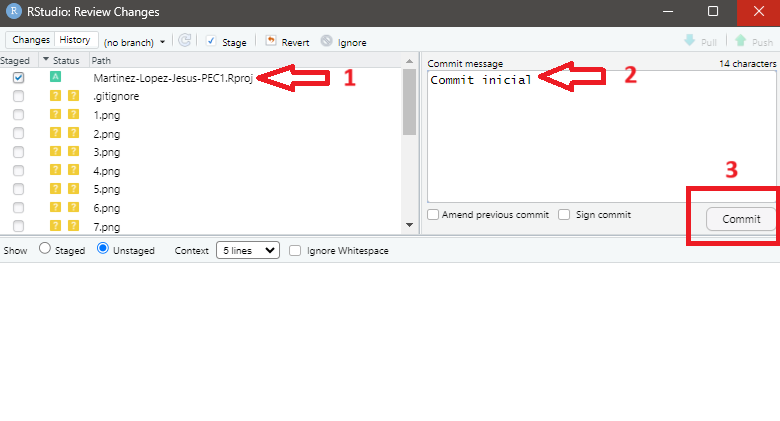 RStudio: Review Changes
Changes History (no branch) Stage Revert Ignore Pull Push
Staged Status Path
A Martinez-Lopez-Jesus-PEC1.Rproj 1
? ? .gitignore
? ? 1.png
? ? 2.png
? ? 3.png
? ? 4.png
? ? 5.png
? ? 6.png
? ? 7.png
Commit message 14 characters
Commit inicial 2
3
Amend previous commit Sign commit Commit
Show Staged Unstaged Context 5 lines Ignore Whitespace